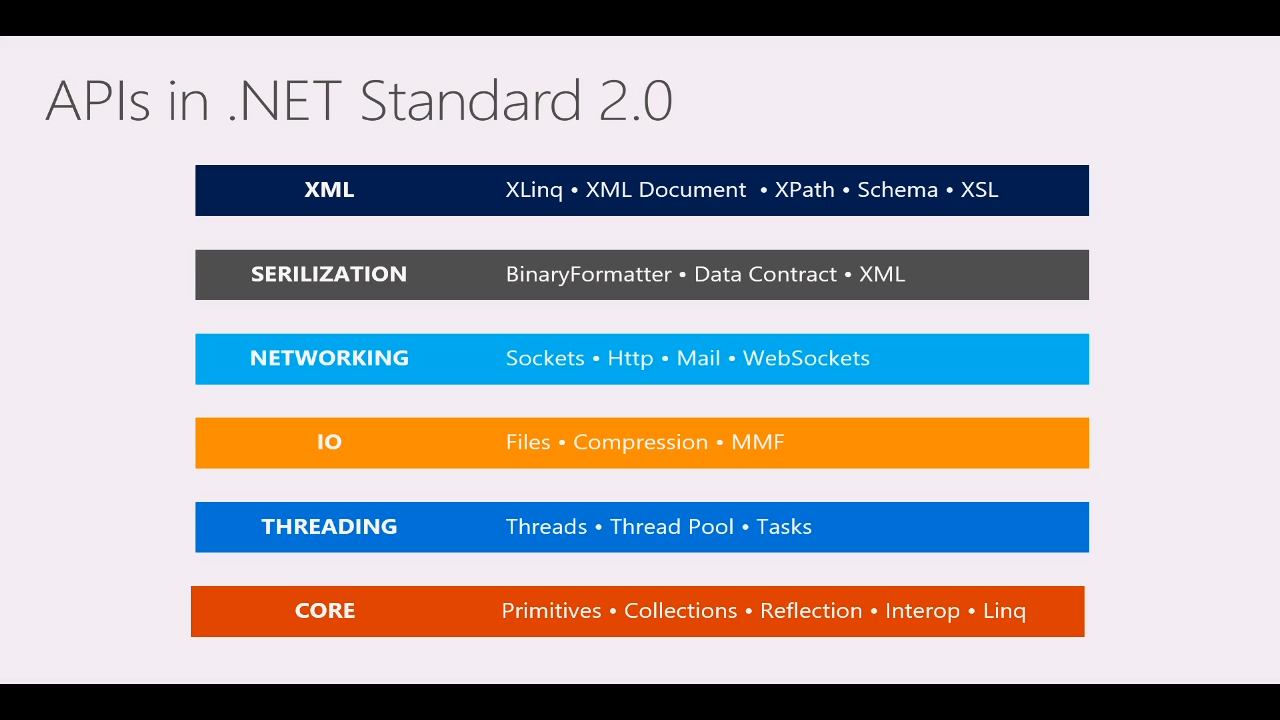 APIs in .NET Standard 2.0
XML XLinq • XML Document • XPath • Schema • XSL
SERILIZATION BinaryFormatter • Data Contract • XML
NETWORKING Sockets • Http • Mail • WebSockets
IO Files • Compression • MMF
THREADING Threads • Thread Pool • Tasks
CORE Primitives • Collections • Reflection • Interop • Linq